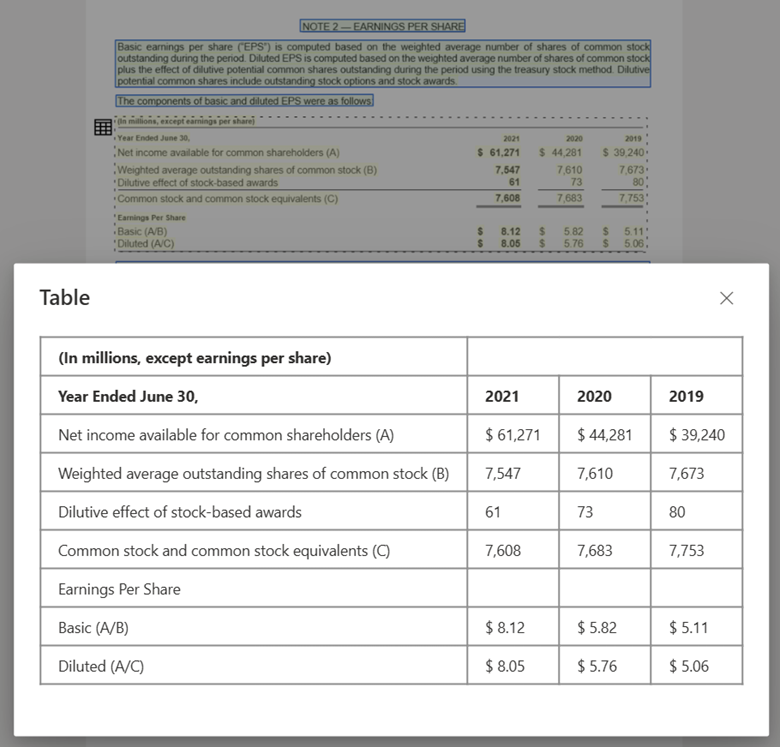 NOTE 2 — EARNINGS PER SHARE
Basic earnings per share ("EPS") is computed based on the weighted average number of shares of common stock
outstanding during the period. Diluted EPS is computed based on the weighted average number of shares of common stock
plus the effect of dilutive potential common shares outstanding during the period using the treasury stock method. Dilutive
potential common shares include outstanding stock options and stock awards.
The components of basic and diluted EPS were as follows:
(In millions, except earnings per share)
Year Ended June 30, 2021 2020 2019
Net income available for common shareholders (A) $ 61,271 $ 44,281 $ 39,240
Weighted average outstanding shares of common stock (B) 7,547 7,610 7,673
Dilutive effect of stock-based awards 61 73 80
Common stock and common stock equivalents (C) 7,608 7,683 7,753
Earnings Per Share
Basic (A/B) $ 8.12 $ 5.82 $ 5.11
Diluted (A/C) $ 8.05 $ 5.76 $ 5.06
Table
(In millions, except earnings per share)
Year Ended June 30, 2021 2020 2019
Net income available for common shareholders (A) $ 61,271 $ 44,281 $ 39,240
Weighted average outstanding shares of common stock (B) 7,547 7,610 7,673
Dilutive effect of stock-based awards 61 73 80
Common stock and common stock equivalents (C) 7,608 7,683 7,753
Earnings Per Share
Basic (A/B) $ 8.12 $ 5.82 $ 5.11
Diluted (A/C) $ 8.05 $ 5.76 $ 5.06